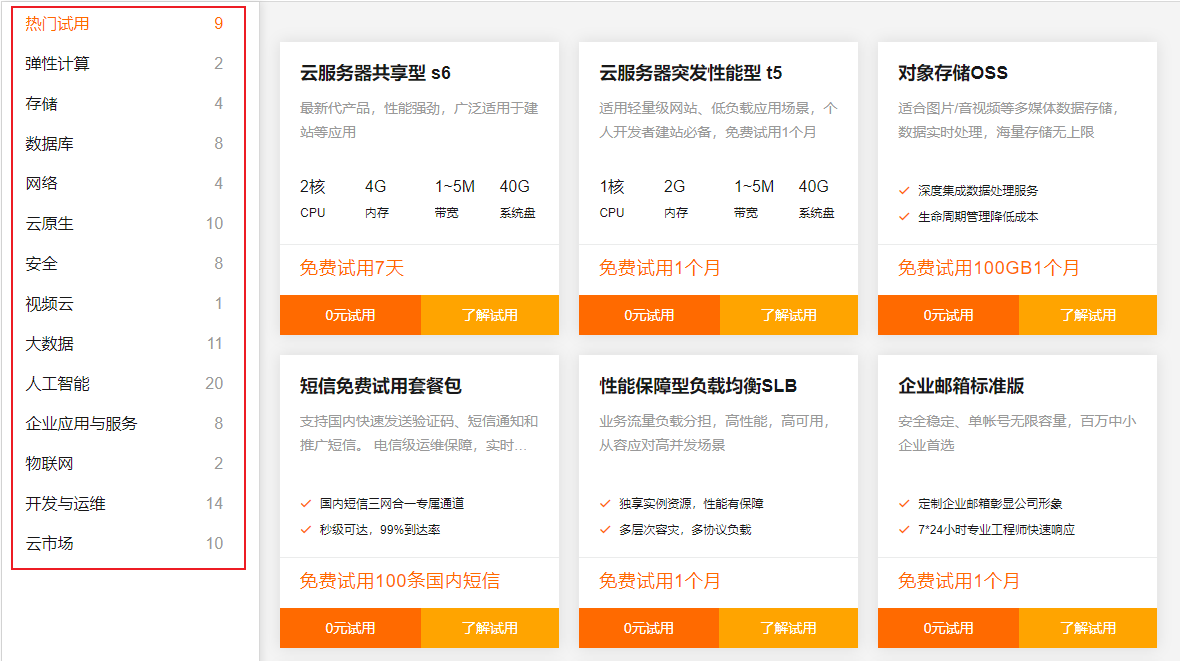 热门试用 9
弹性计算 2
存储 4
数据库 8
网络 4
云原生 10
安全 8
视频云 1
大数据 11
人工智能 20
企业应用与服务 8
物联网 2
开发与运维 14
云市场 10
云服务器共享型 s6
最新代产品，性能强劲，广泛适用于建
站等应用
2核 4G 1~5M 40G
CPU 内存 带宽 系统盘
免费试用7天
0元试用 了解试用
云服务器突发性能型 t5
适用轻量级网站、低负载应用场景，个
人开发者建站必备，免费试用1个月
1核 2G 1~5M 40G
CPU 内存 带宽 系统盘
免费试用1个月
0元试用 了解试用
对象存储OSS
适合图片/音视频等多媒体数据存储，
数据实时处理，海量存储无上限
深度集成数据处理服务
生命周期管理降低成本
免费试用100GB1个月
0元试用 了解试用
短信免费试用套餐包
支持国内快速发送验证码、短信通知和
推广短信。 电信级运维保障，实时...
国内短信三网合一专属通道
秒级可达，99%到达率
免费试用100条国内短信
0元试用 了解试用
性能保障型负载均衡SLB
业务流量负载分担，高性能，高可用，
从容应对高并发场景
独享实例资源，性能有保障
多层次容灾，多协议负载
免费试用1个月
0元试用 了解试用
企业邮箱标准版
安全稳定、单帐号无限容量，百万中小
企业首选
定制企业邮箱彰显公司形象
7*24小时专业工程师快速响应
免费试用1个月
0元试用 了解试用